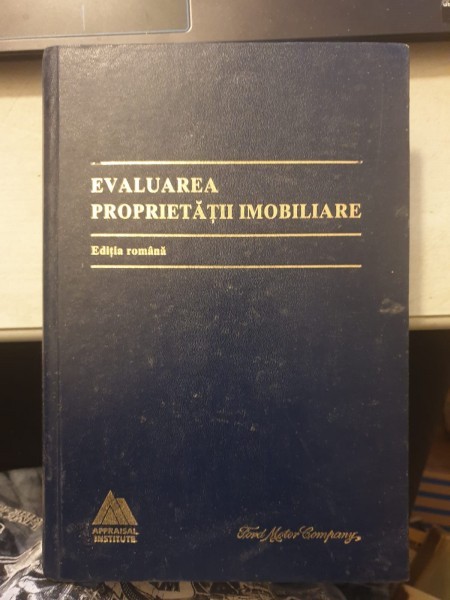 EVALUAREA
PROPRIETĂȚII IMOBILIARE
Ediția română
APPRAISAL
INSTITUTE
Ford Motor Company